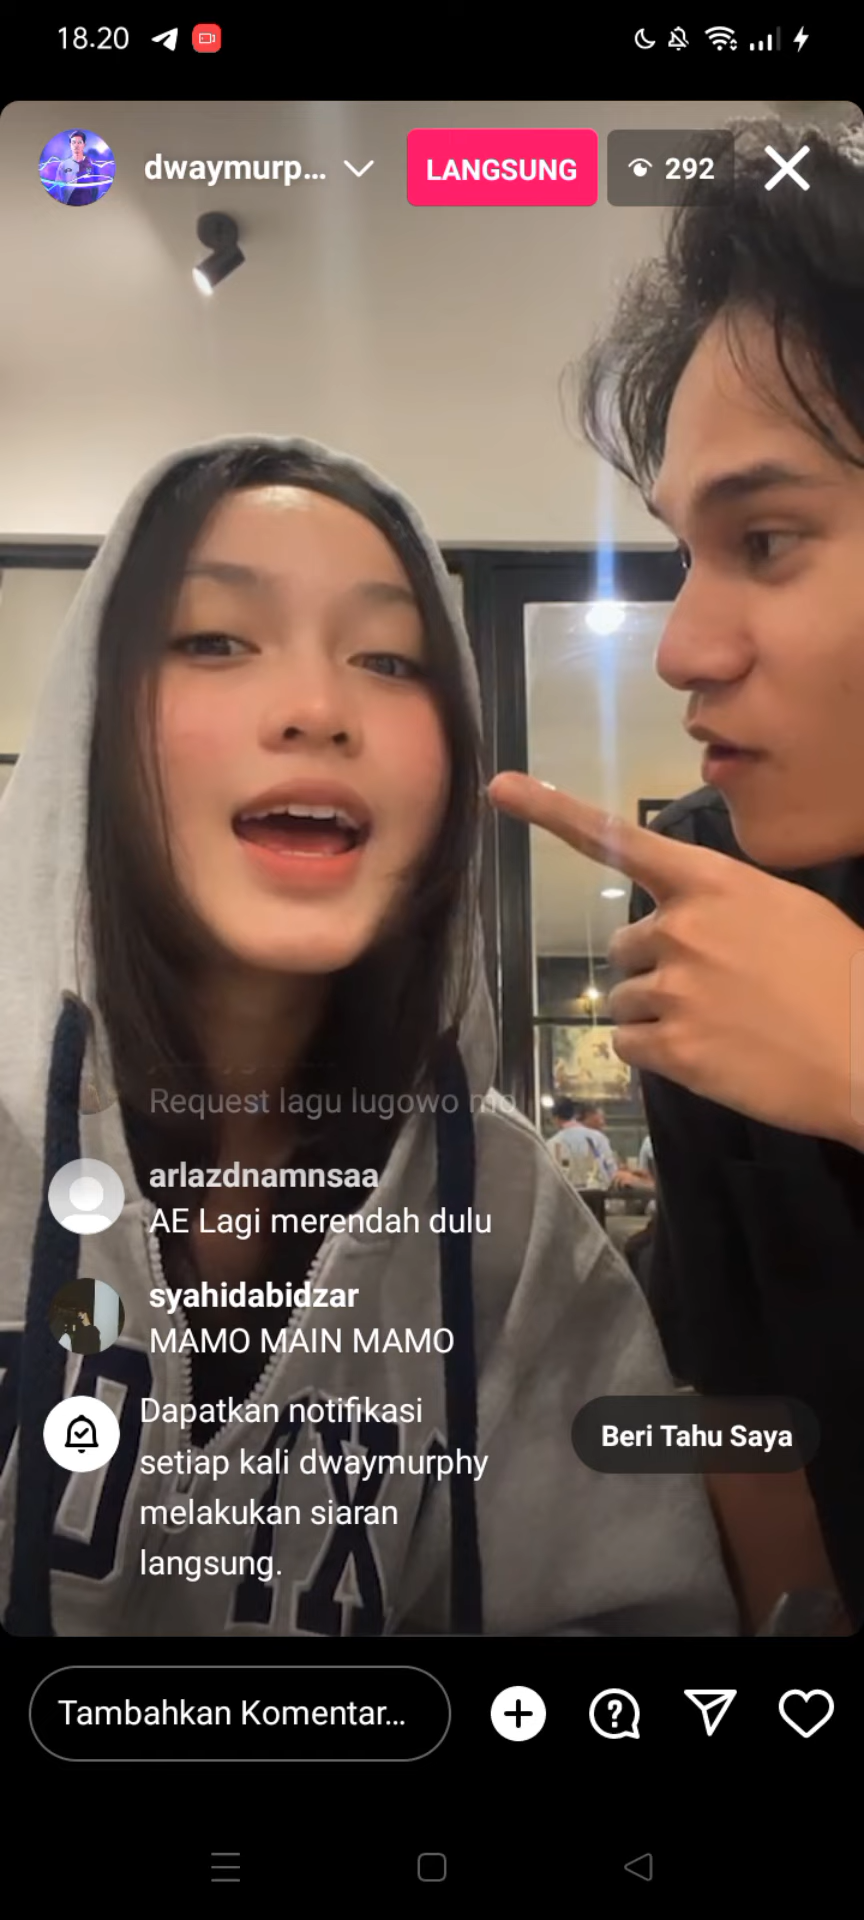 18.20
dwaymurp...
LANGSUNG
292
Request lagu lugowo mo
arlazdnamnsaa
AE Lagi merendah dulu
syahidabidzar
MAMO MAIN MAMO
Dapatkan notifikasi
setiap kali dwaymurphy
melakukan siaran
langsung.
Beri Tahu Saya
Tambahkan Komentar...